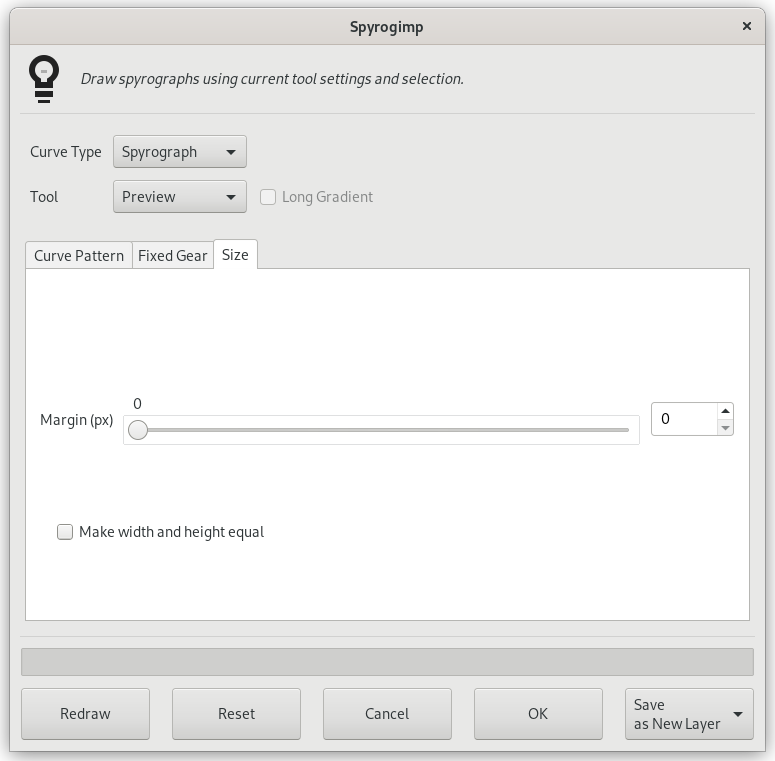 Spyrogimp
Draw spyrographs using current tool settings and selection.
Curve Type Spyrograph
Tool Preview Long Gradient
Curve Pattern Fixed Gear Size
0
Margin (px) 0
Make width and height equal
Redraw Reset Cancel OK Save
as New Layer